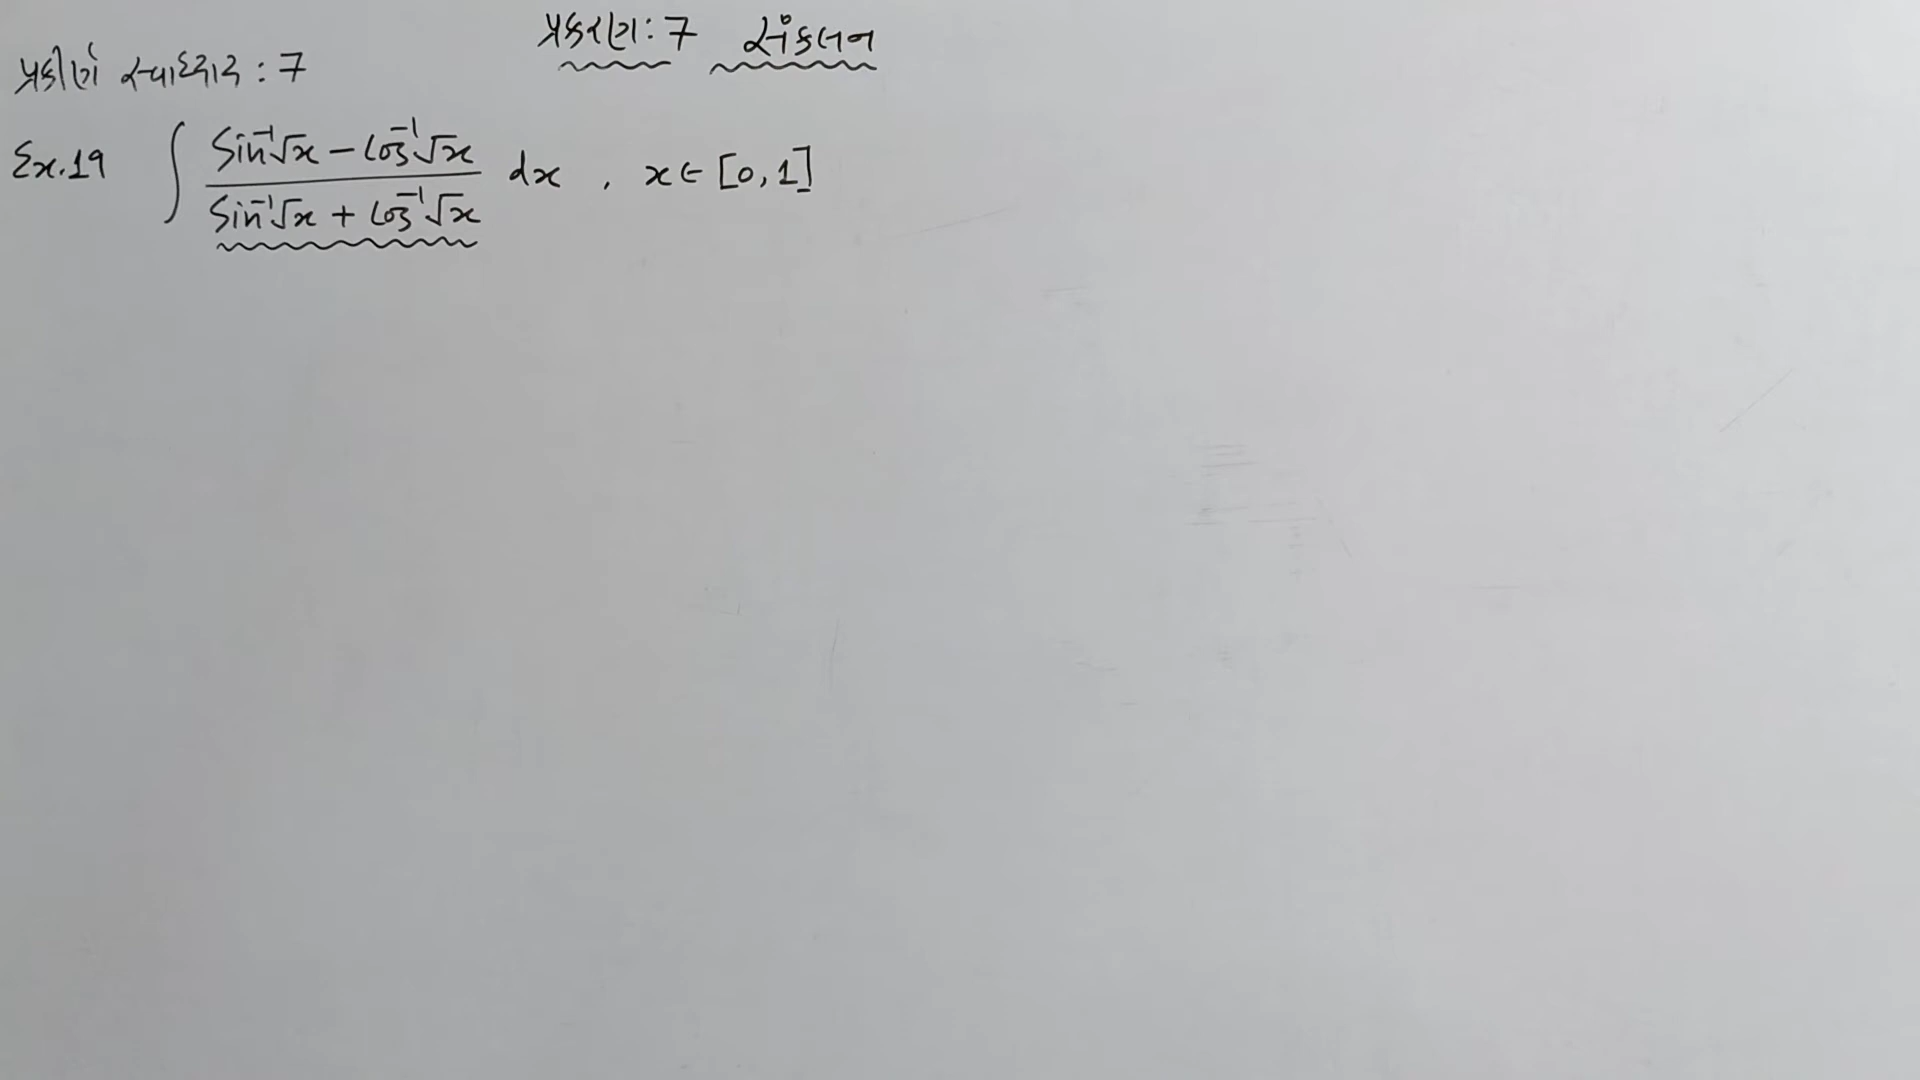 પ્રકરણ : 7 સંકલન
પ્રકીર્ણ સ્વાધ્યાય : 7
Ex.19 ∫ (Sin⁻¹√x − Cos⁻¹√x) / (Sin⁻¹√x + Cos⁻¹√x) dx , x ∈ [0,1]